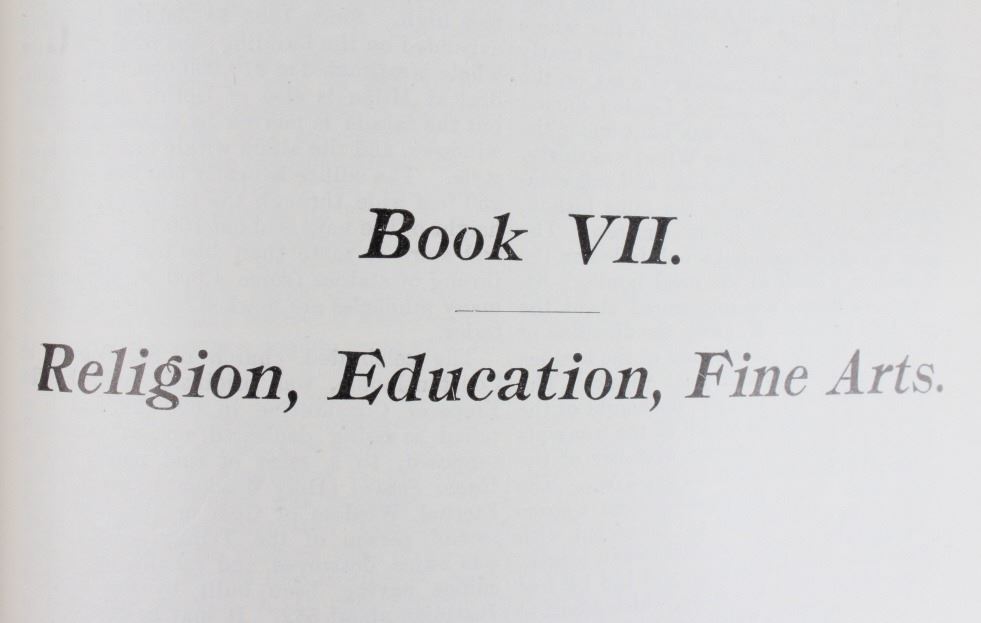 Book VII.
Religion, Education, Fine Arts.